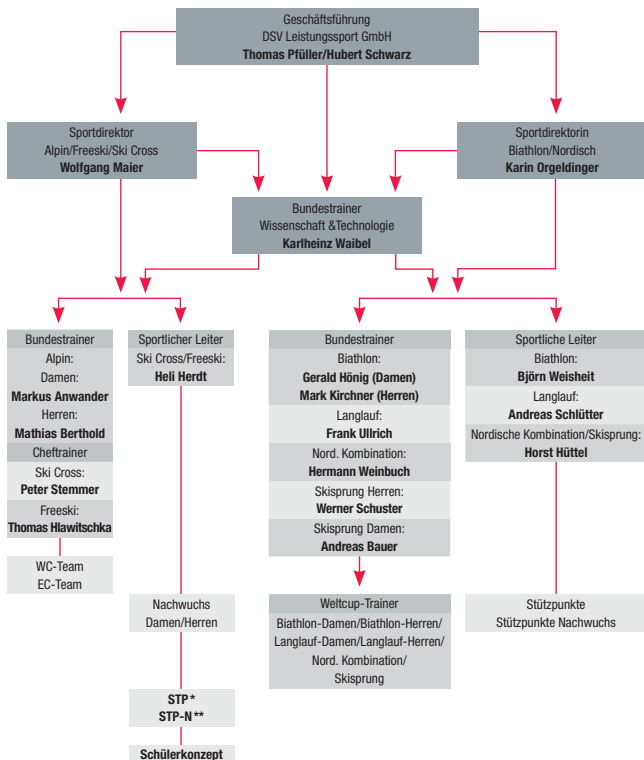 Geschäftsführung
DSV Leistungssport GmbH
Thomas Pfüller/Hubert Schwarz
Sportdirektor
Alpin/Freeski/Ski Cross
Wolfgang Maier
Sportdirektorin
Biathlon/Nordisch
Karin Orgeldinger
Bundestrainer
Wissenschaft &Technologie
Karlheinz Waibel
Bundestrainer
Alpin:
Damen:
Markus Anwander
Herren:
Mathias Berthold
Cheftrainer
Ski Cross:
Peter Stemmer
Freeski:
Thomas Hlawitschka
WC-Team
EC-Team
Sportlicher Leiter
Ski Cross/Freeski:
Heli Herdt
Nachwuchs
Damen/Herren
STP*
STP-N**
Schülerkonzept
Bundestrainer
Biathlon:
Gerald Hönig (Damen)
Mark Kirchner (Herren)
Langlauf:
Frank Ullrich
Nord. Kombination:
Hermann Weinbuch
Skisprung Herren:
Werner Schuster
Skisprung Damen:
Andreas Bauer
Weltcup-Trainer
Biathlon-Damen/Biathlon-Herren/
Langlauf-Damen/Langlauf-Herren/
Nord. Kombination/
Skisprung
Sportliche Leiter
Biathlon:
Björn Weisheit
Langlauf:
Andreas Schlütter
Nordische Kombination/Skisprung:
Horst Hüttel
Stützpunkte
Stützpunkte Nachwuchs